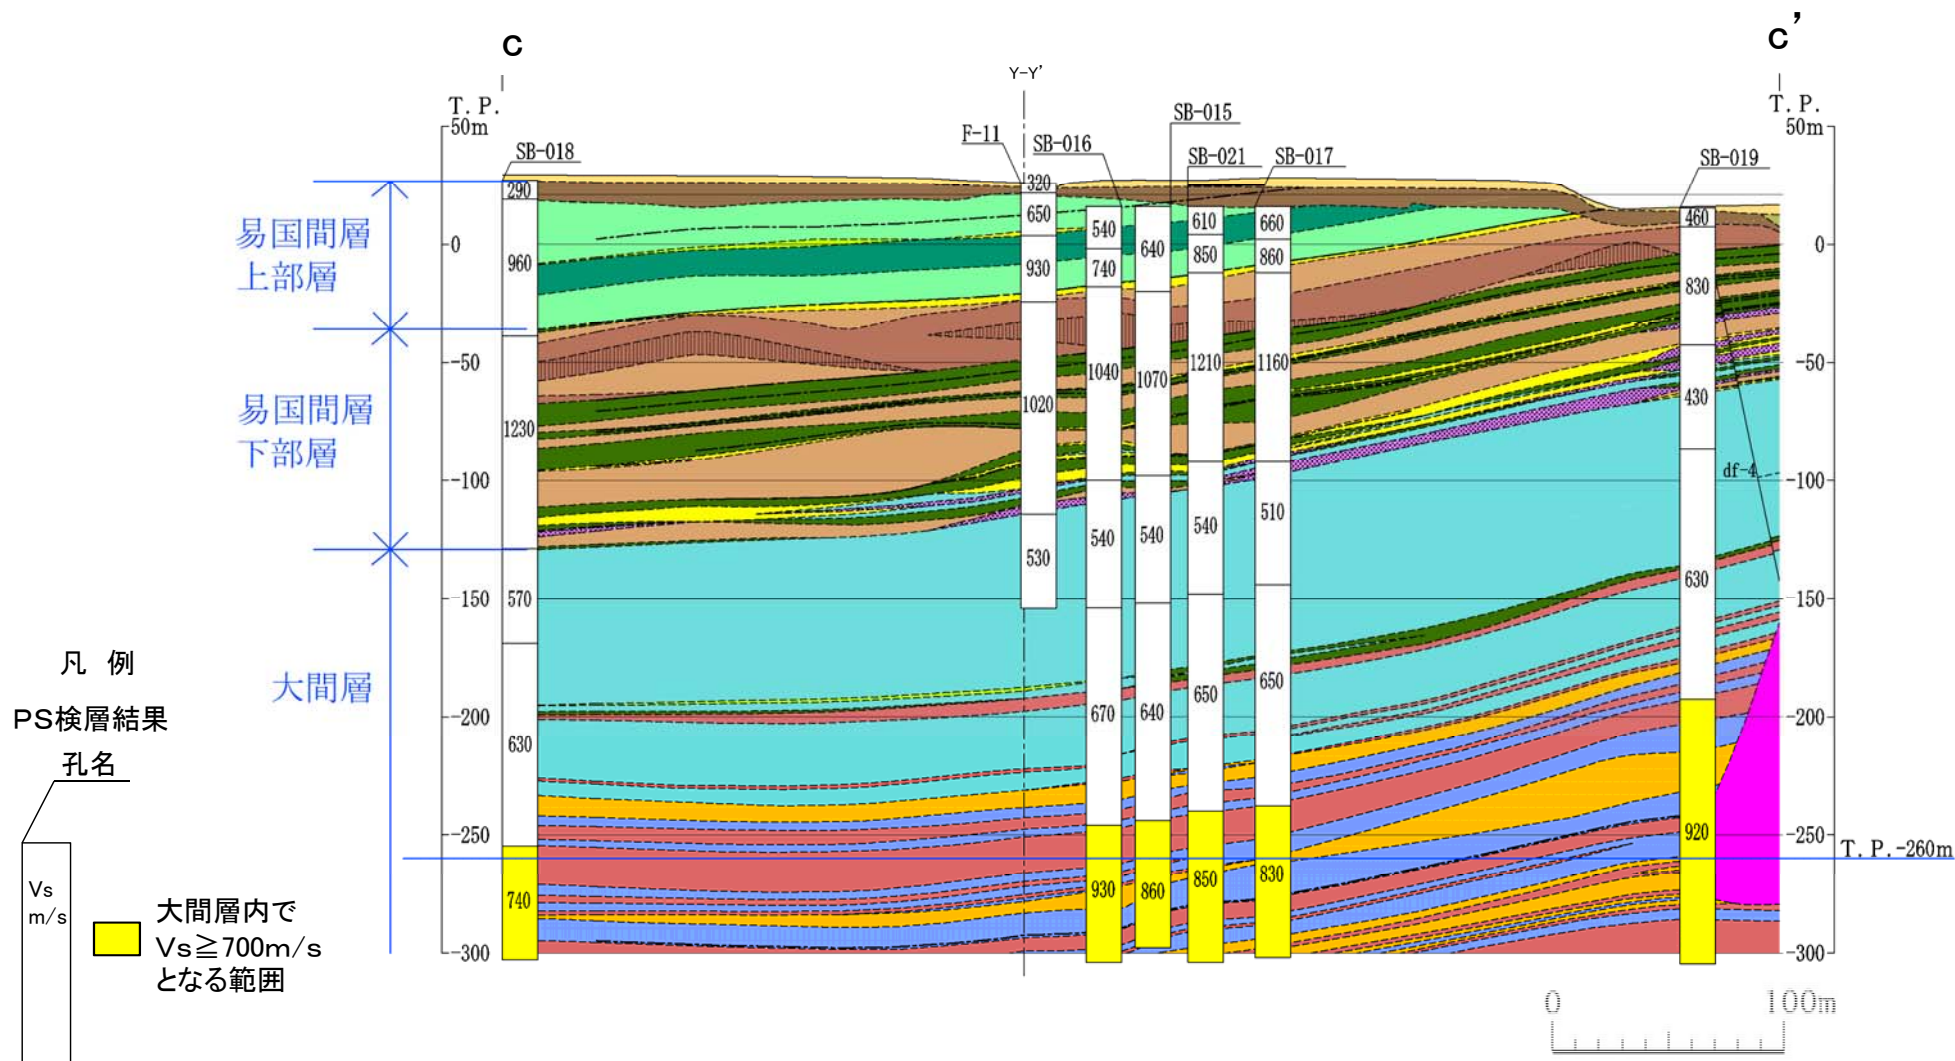 C
C’
Y-Y’
T. P.
50m
0
-50
-100
-150
-200
-250
-300
T. P.
50m
0
-50
-100
-150
-200
-250
-300
T. P. -260m
SB-018
290
960
1230
570
630
740
F-11
320
650
930
1020
530
SB-016
540
740
1040
540
670
930
SB-015
640
1070
540
640
860
SB-021
610
850
1210
540
650
850
SB-017
660
860
1160
510
650
830
SB-019
460
830
430
630
920
df-4
易国間層
上部層
易国間層
下部層
大間層
凡 例
PS検層結果
孔名
Vs
m/s
大間層内で
Vs≧700m/s
となる範囲
0
100m